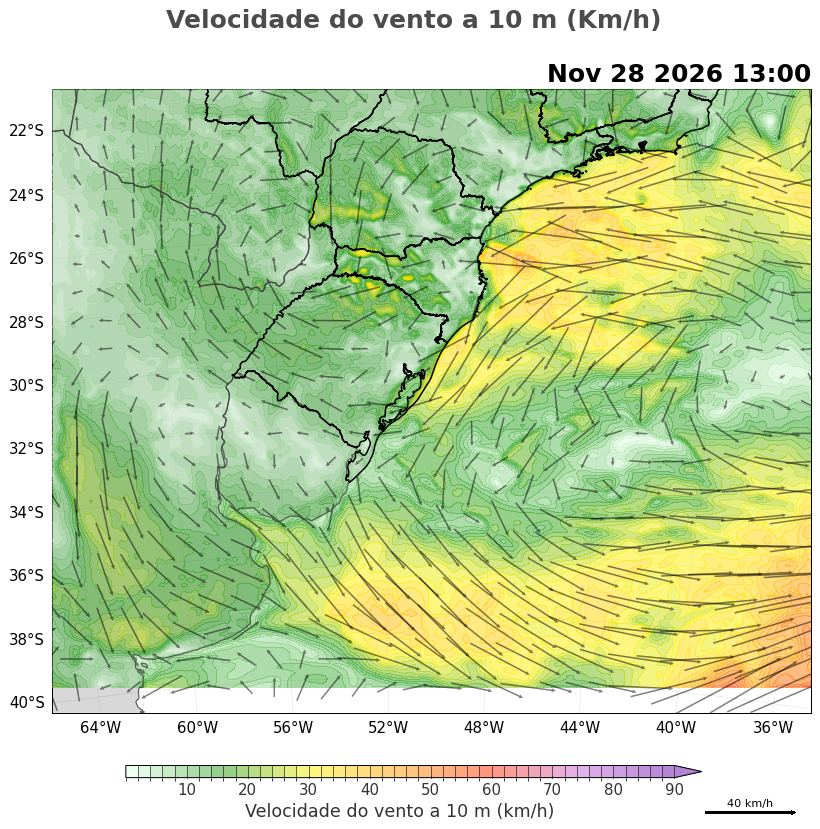 Velocidade do vento a 10 m (Km/h)
Nov 28 2026 13:00
22°S
24°S
26°S
28°S
30°S
32°S
34°S
36°S
38°S
40°S
64°W 60°W 56°W 52°W 48°W 44°W 40°W 36°W
10 20 30 40 50 60 70 80 90
Velocidade do vento a 10 m (km/h)
40 km/h